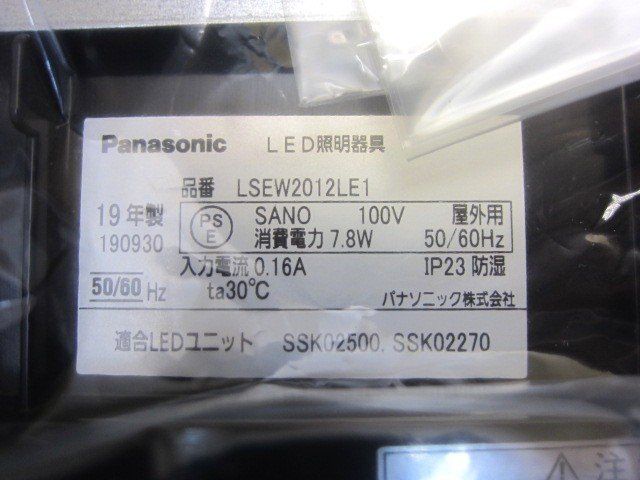 Panasonic LED照明器具
品番 LSEW2012LE1
19年製
190930
PS
E
SANO 100V 屋外用
消費電力 7.8W 50/60Hz
50/60 Hz
入力電流 0.16A IP23 防湿
ta30℃ パナソニック株式会社
適合LEDユニット SSK02500, SSK02270
⚠注